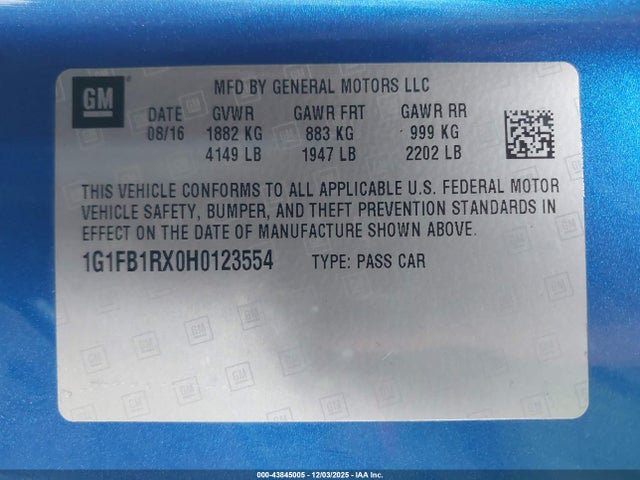 GM
MFD BY GENERAL MOTORS LLC
DATE GVWR GAWR FRT GAWR RR
08/16 1882 KG 883 KG 999 KG
4149 LB 1947 LB 2202 LB
THIS VEHICLE CONFORMS TO ALL APPLICABLE U.S. FEDERAL MOTOR
VEHICLE SAFETY, BUMPER, AND THEFT PREVENTION STANDARDS IN
EFFECT ON THE DATE OF MANUFACTURE SHOWN ABOVE.
1G1FB1RX0H0123554 TYPE: PASS CAR
000-43845005 - 12/03/2025 - IAA Inc.